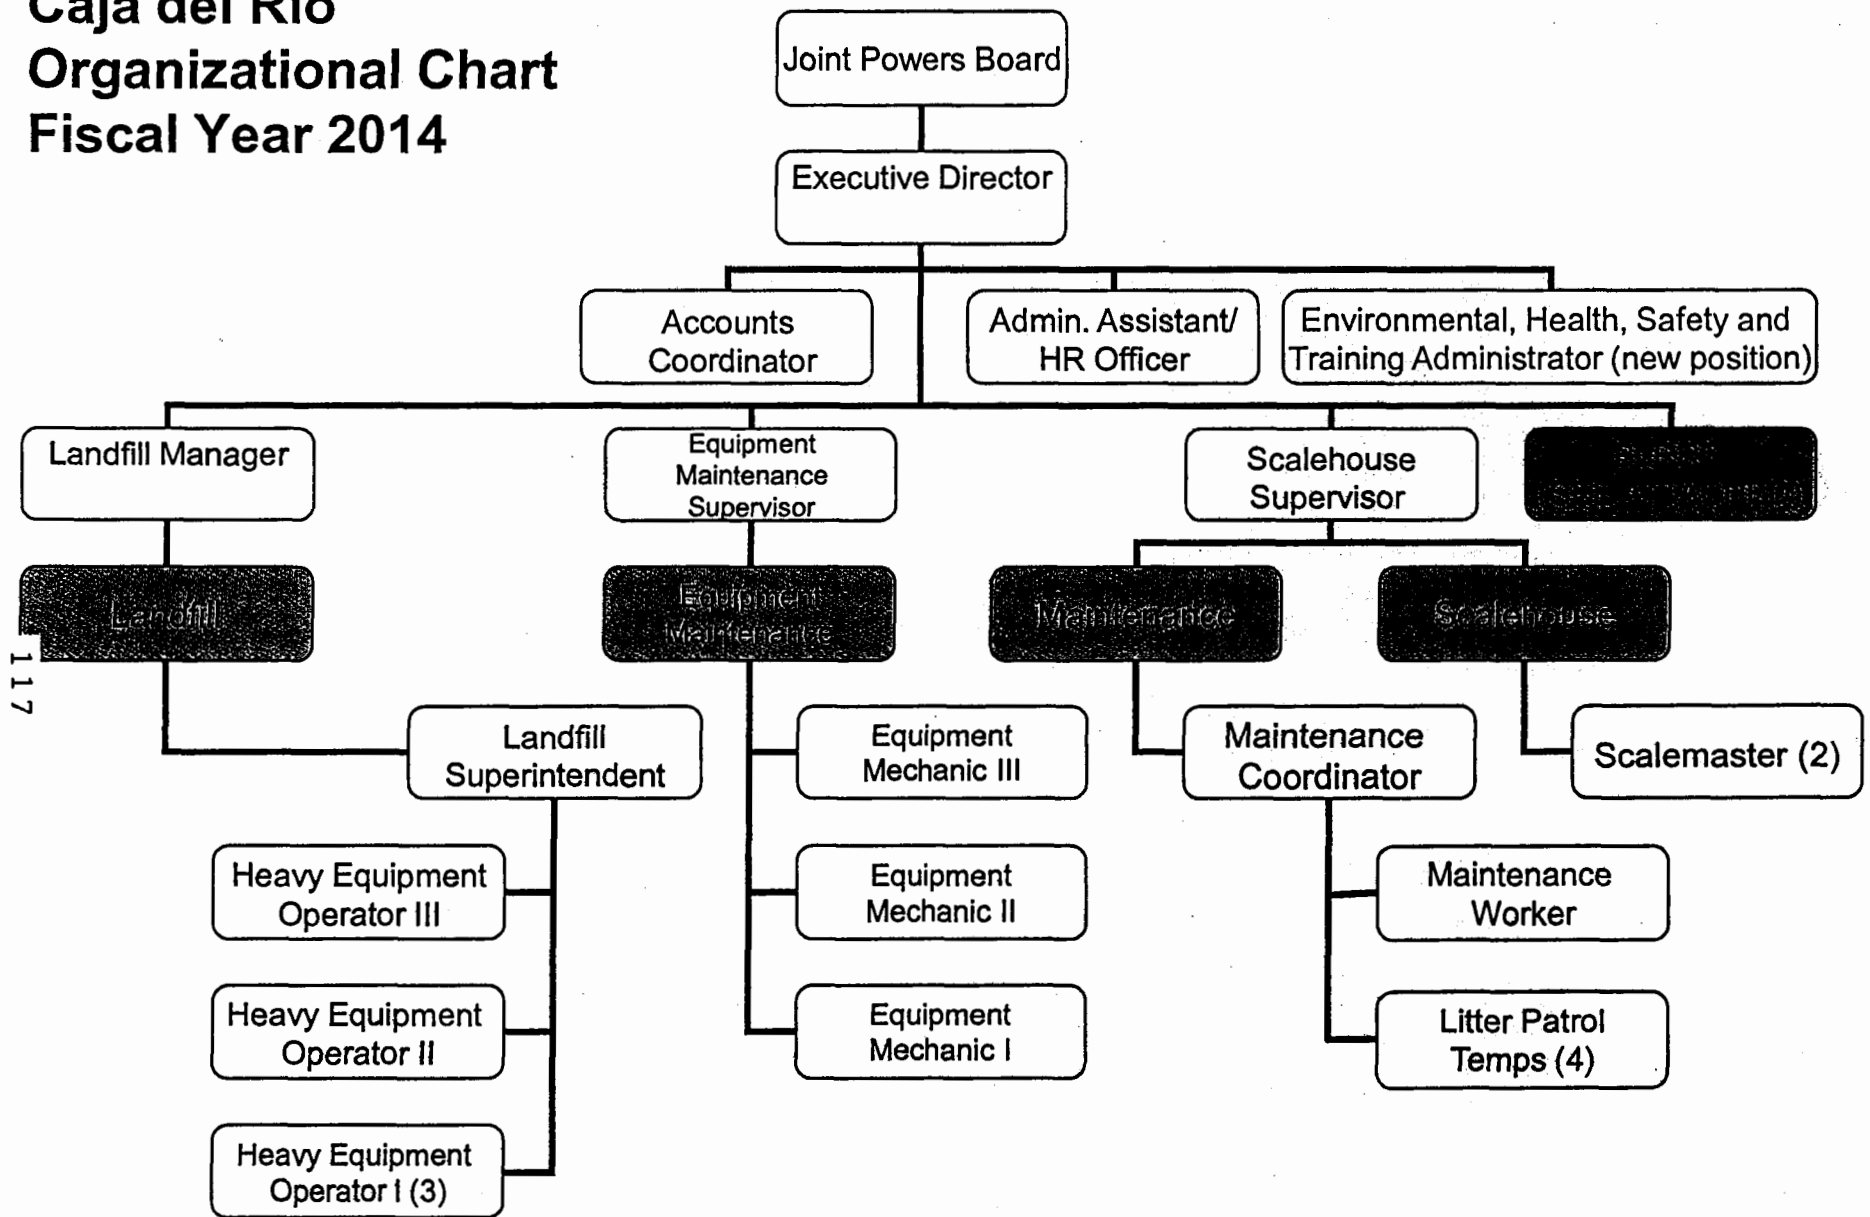 Caja del Rio
Organizational Chart
Fiscal Year 2014
Joint Powers Board
Executive Director
Accounts
Coordinator
Admin. Assistant/
HR Officer
Environmental, Health, Safety and
Training Administrator (new position)
Landfill Manager
Equipment
Maintenance
Supervisor
Scalehouse
Supervisor
Landfill
Equipment
Maintenance
Maintenance
Scalehouse
117
Landfill
Superintendent
Equipment
Mechanic III
Maintenance
Coordinator
Scalemaster (2)
Heavy Equipment
Operator III
Equipment
Mechanic II
Maintenance
Worker
Heavy Equipment
Operator II
Equipment
Mechanic I
Litter Patrol
Temps (4)
Heavy Equipment
Operator I (3)